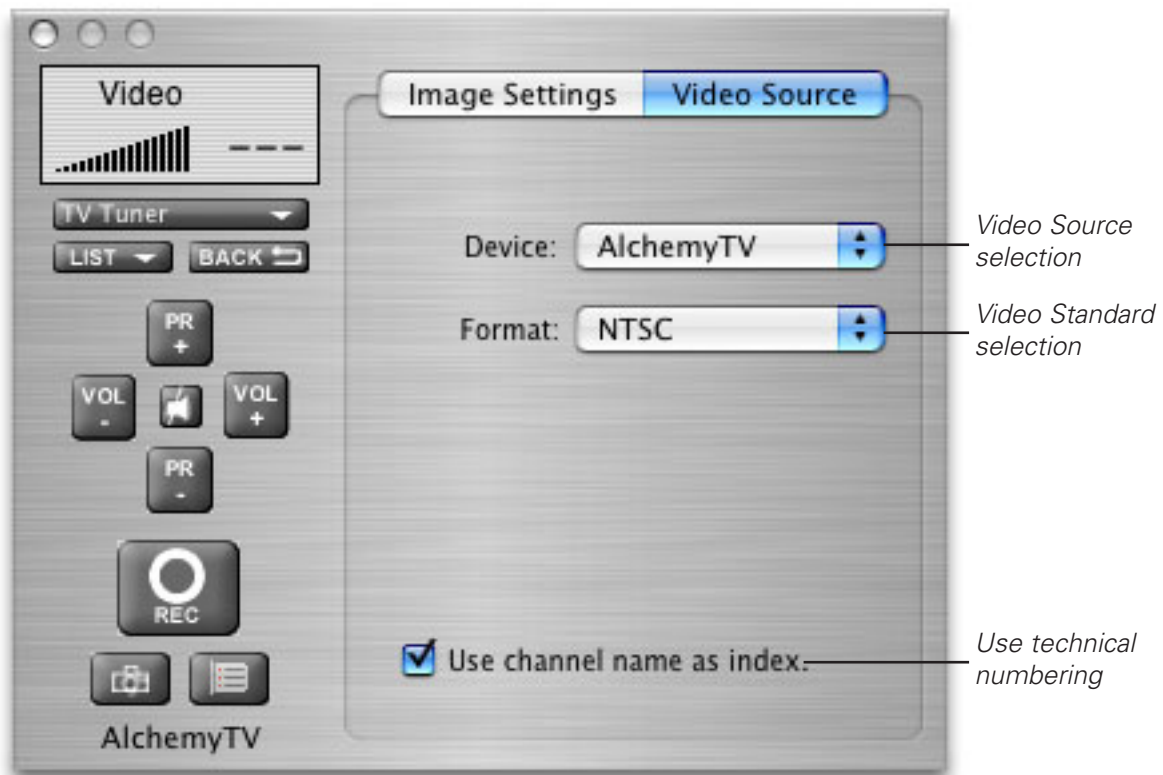 Video
---
TV Tuner
LIST
BACK
PR
+
VOL
-
VOL
+
PR
-
REC
AlchemyTV
Image Settings
Video Source
Device: AlchemyTV
Format: NTSC
Use channel name as index.
Video Source
selection
Video Standard
selection
Use technical
numbering